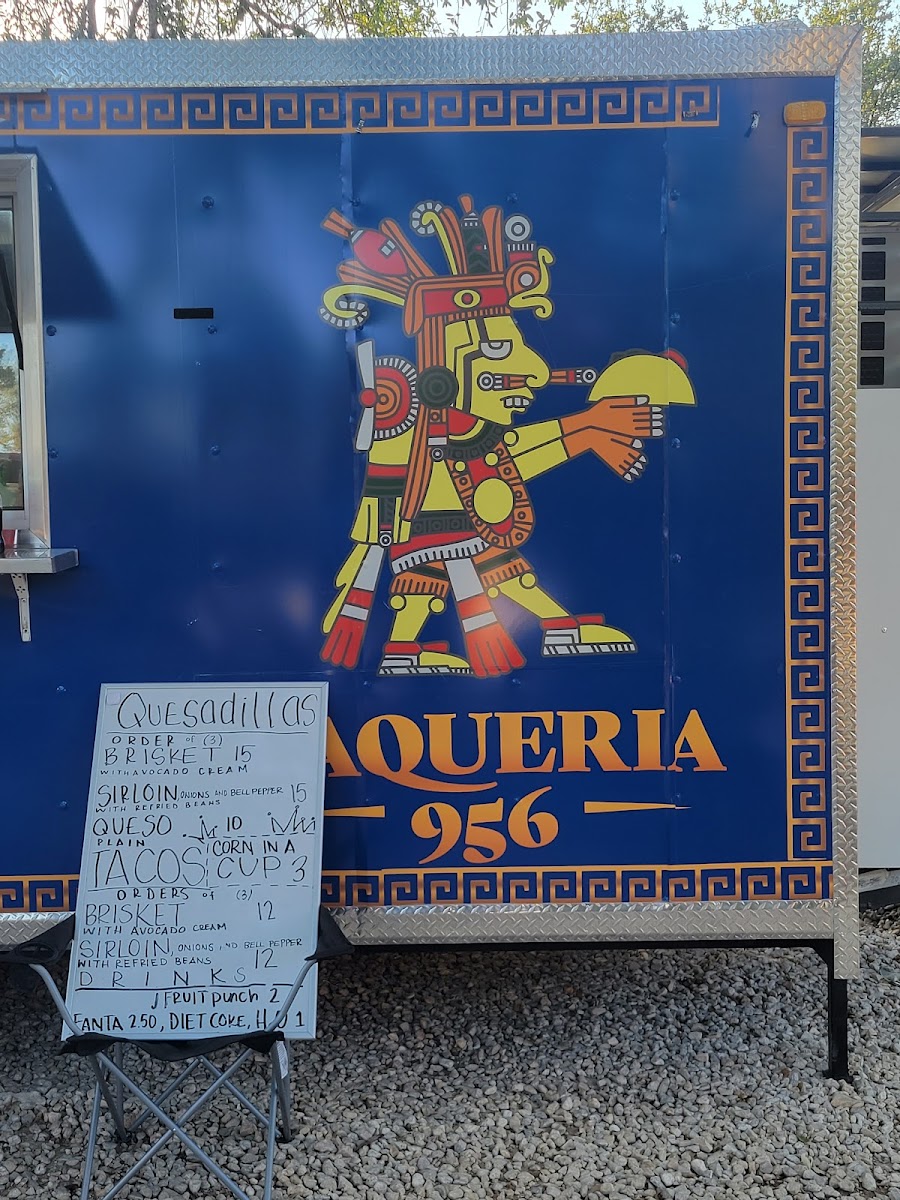 Quesadillas
ORDER of (3)
BRISKET 15
WITH AVOCADO CREAM
SIRLOIN, ONIONS AND BELL PEPPER 15
WITH REFRIED BEANS
QUESO 10
PLAIN
CORN IN A
CUP 3
TACOS
ORDERS of (3)
BRISKET 12
WITH AVOCADO CREAM
SIRLOIN, ONIONS AND BELL PEPPER
WITH REFRIED BEANS 12
DRINKS
FRUIT PUNCH 2
FANTA 2.50, DIET COKE, 1
AQUERIA
956